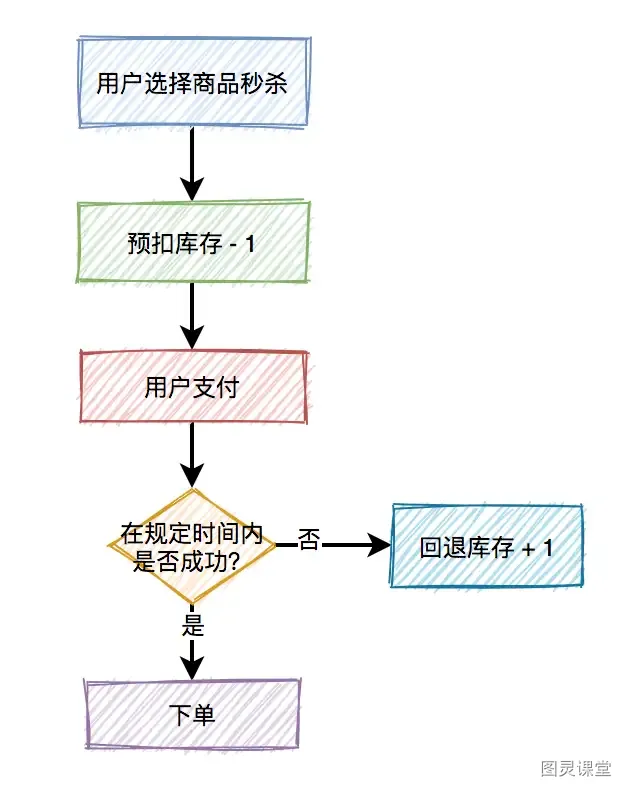 用户选择商品秒杀
预扣库存 - 1
用户支付
在规定时间内
是否成功?
否
回退库存 + 1
是
下单
图灵课堂